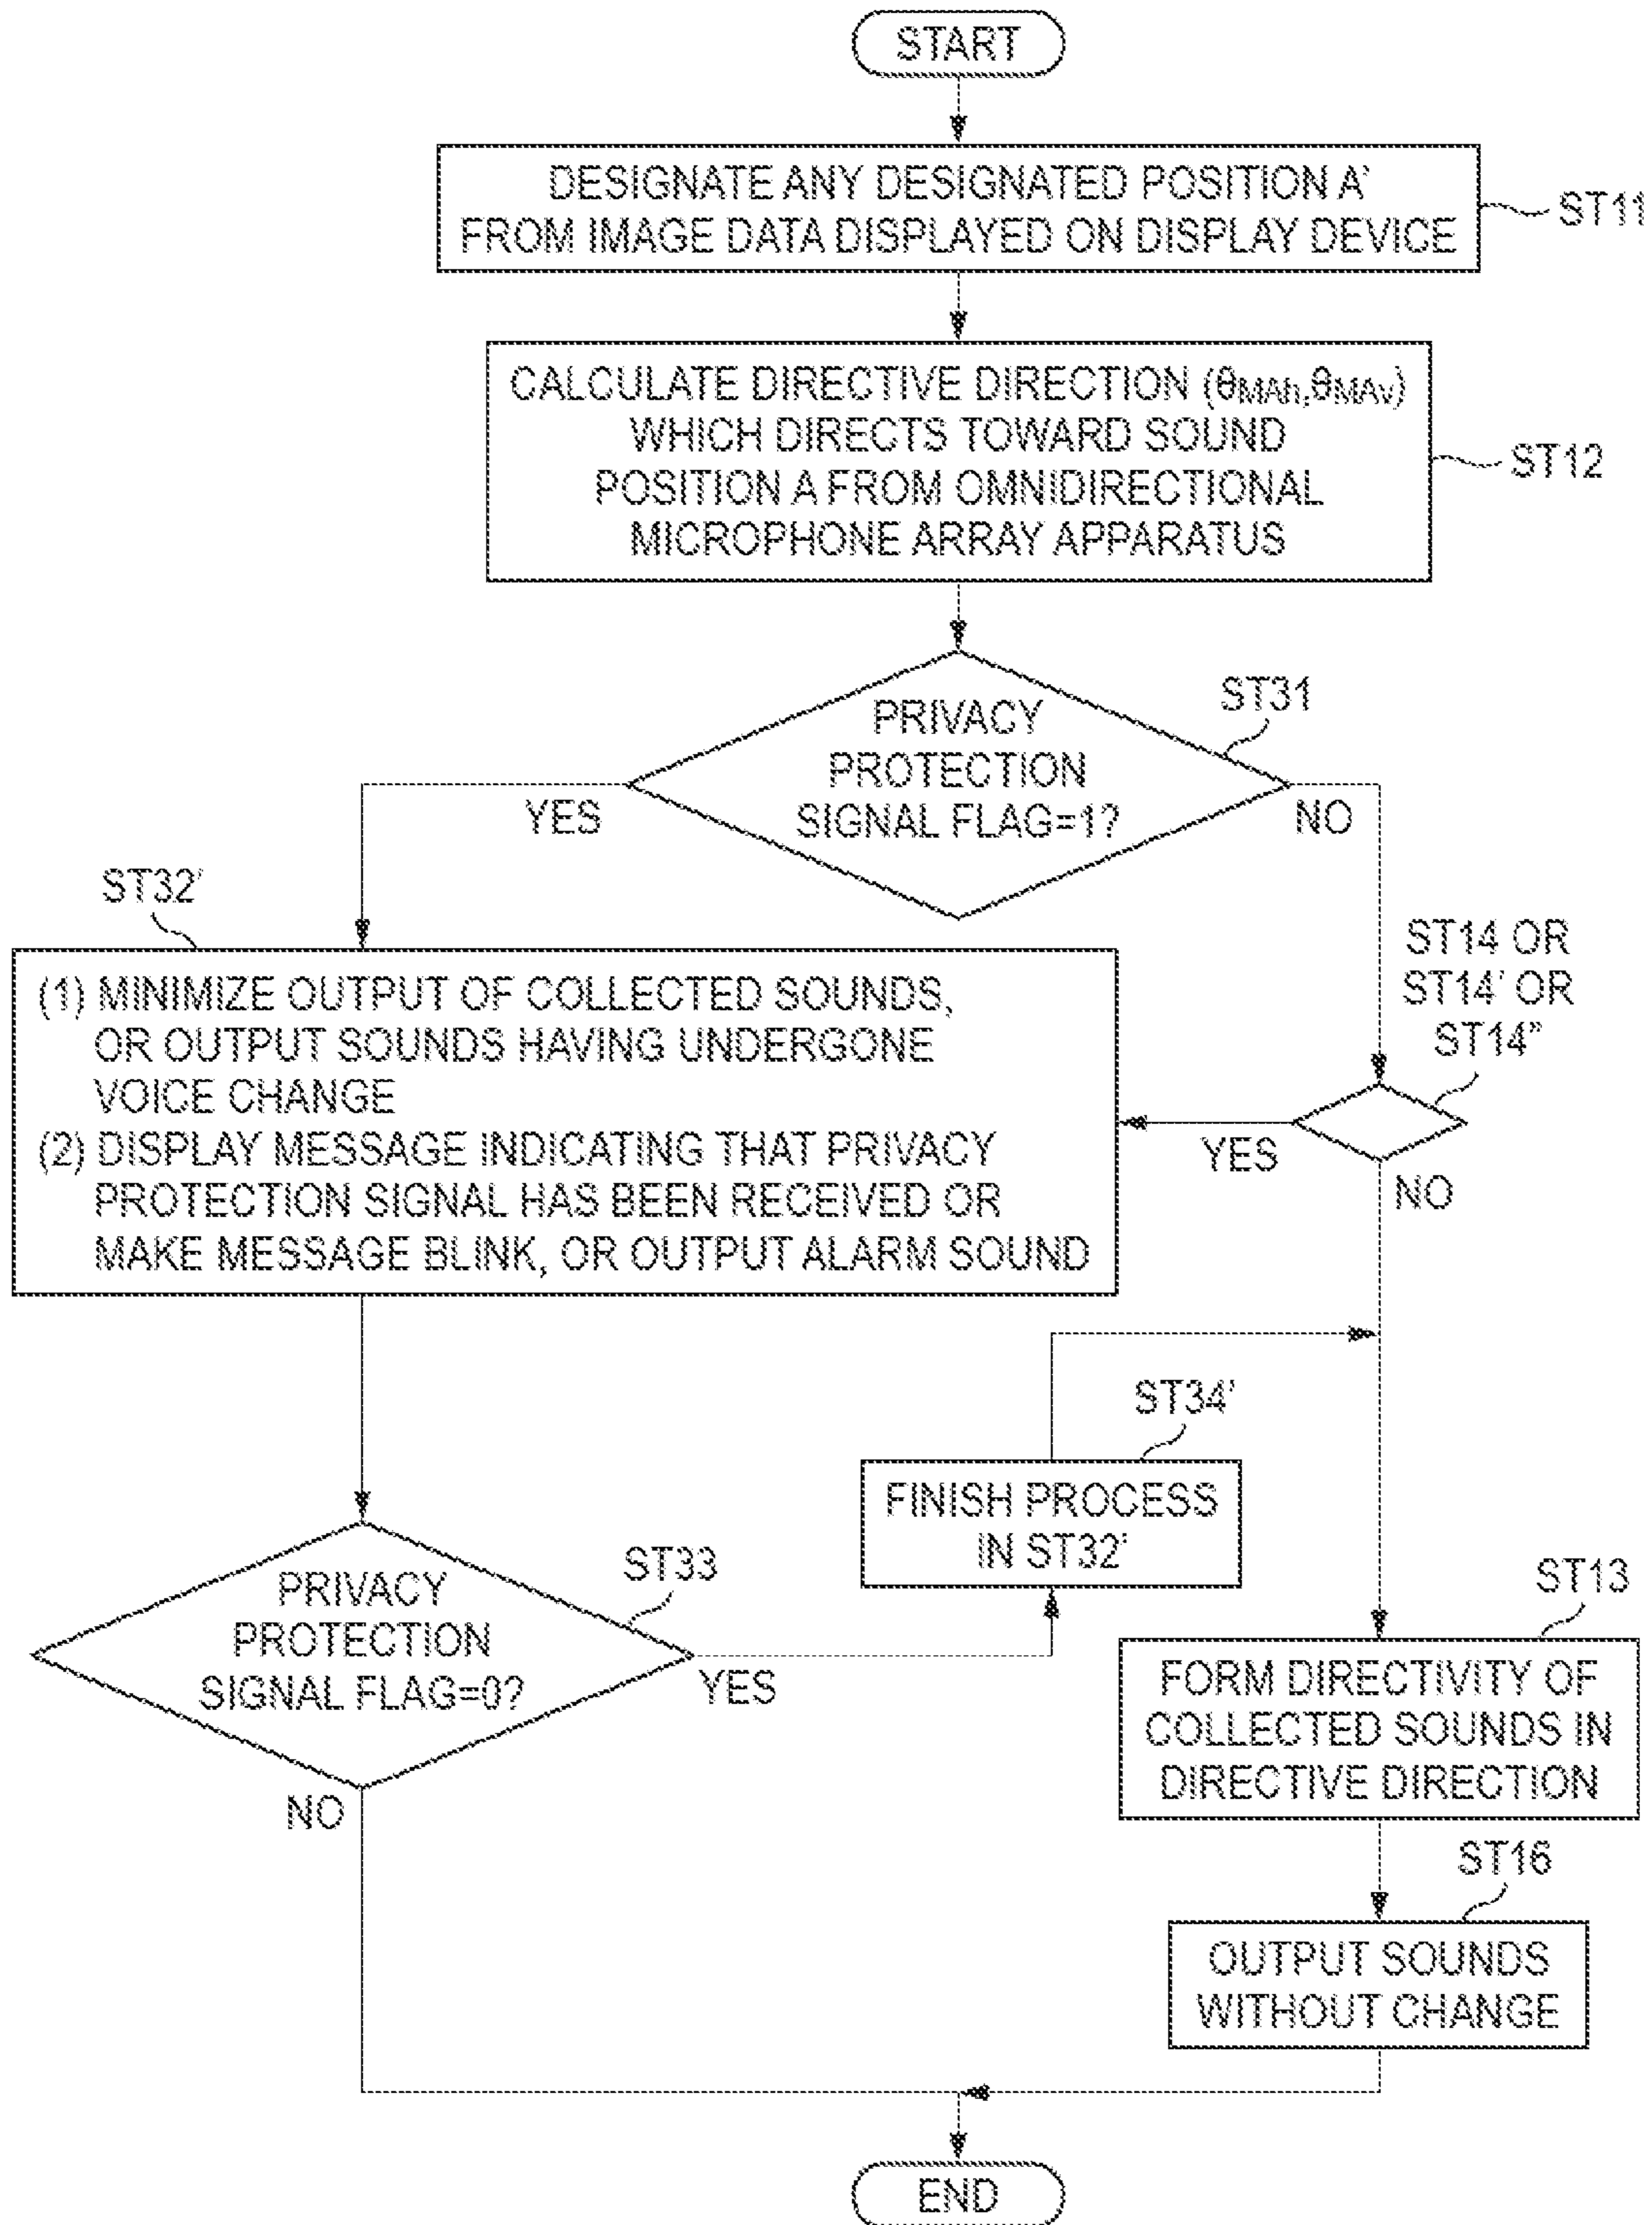 START
DESIGNATE ANY DESIGNATED POSITION A'
FROM IMAGE DATA DISPLAYED ON DISPLAY DEVICE
ST11
CALCULATE DIRECTIVE DIRECTION (θMAh,θMAv)
WHICH DIRECTS TOWARD SOUND
POSITION A FROM OMNIDIRECTIONAL
MICROPHONE ARRAY APPARATUS
ST12
PRIVACY
PROTECTION
SIGNAL FLAG=1?
ST31
YES
NO
ST32'
(1) MINIMIZE OUTPUT OF COLLECTED SOUNDS,
OR OUTPUT SOUNDS HAVING UNDERGONE
VOICE CHANGE
(2) DISPLAY MESSAGE INDICATING THAT PRIVACY
PROTECTION SIGNAL HAS BEEN RECEIVED OR
MAKE MESSAGE BLINK, OR OUTPUT ALARM SOUND
ST14 OR
ST14' OR
ST14"
YES
NO
ST34'
FINISH PROCESS
IN ST32'
PRIVACY
PROTECTION
SIGNAL FLAG=0?
ST33
YES
NO
ST13
FORM DIRECTIVITY OF
COLLECTED SOUNDS IN
DIRECTIVE DIRECTION
ST16
OUTPUT SOUNDS
WITHOUT CHANGE
END